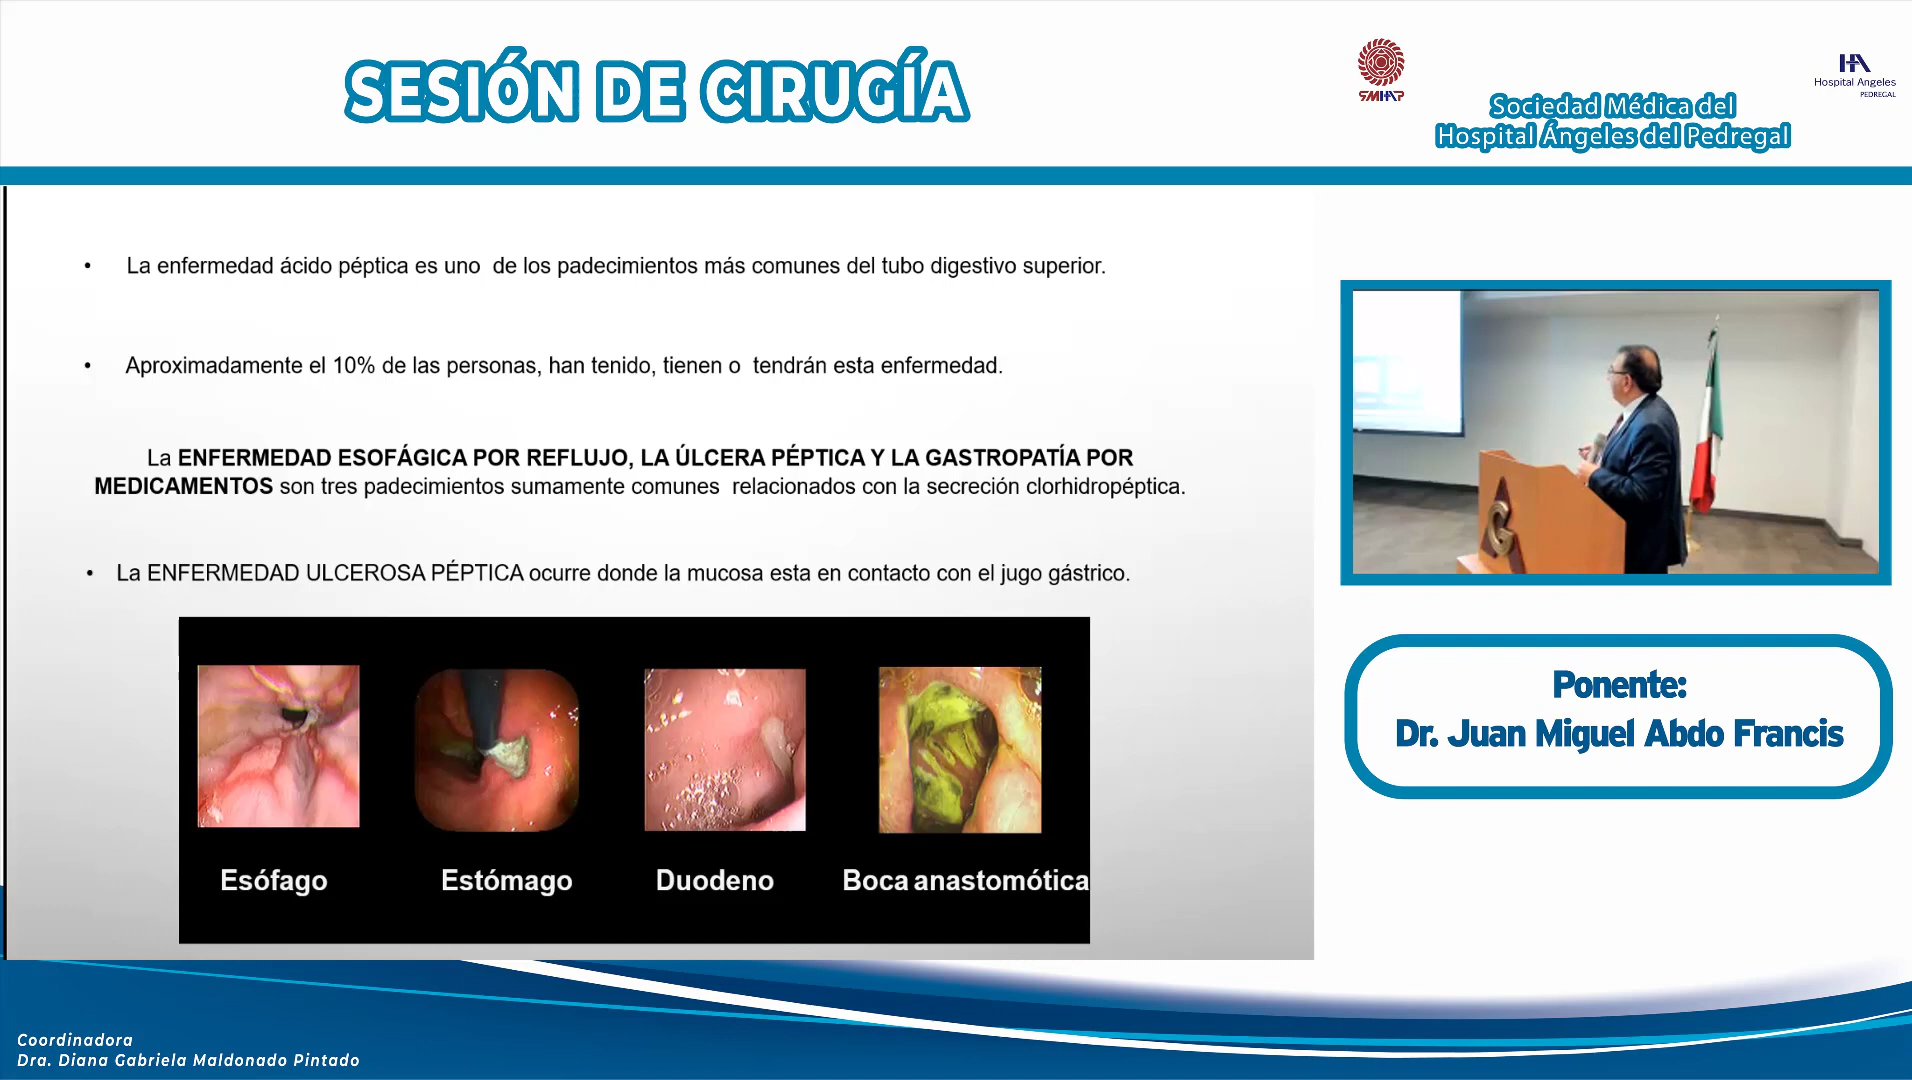 SESIÓN DE CIRUGÍA
SMHAP
Sociedad Médica del
Hospital Ángeles del Pedregal
HA
Hospital Angeles
PEDREGAL
• La enfermedad ácido péptica es uno de los padecimientos más comunes del tubo digestivo superior.
• Aproximadamente el 10% de las personas, han tenido, tienen o tendrán esta enfermedad.
La ENFERMEDAD ESOFÁGICA POR REFLUJO, LA ÚLCERA PÉPTICA Y LA GASTROPATÍA POR
MEDICAMENTOS son tres padecimientos sumamente comunes relacionados con la secreción clorhidropéptica.
• La ENFERMEDAD ULCEROSA PÉPTICA ocurre donde la mucosa esta en contacto con el jugo gástrico.
Esófago
Estómago
Duodeno
Boca anastomótica
Ponente:
Dr. Juan Miguel Abdo Francis
Coordinadora
Dra. Diana Gabriela Maldonado Pintado